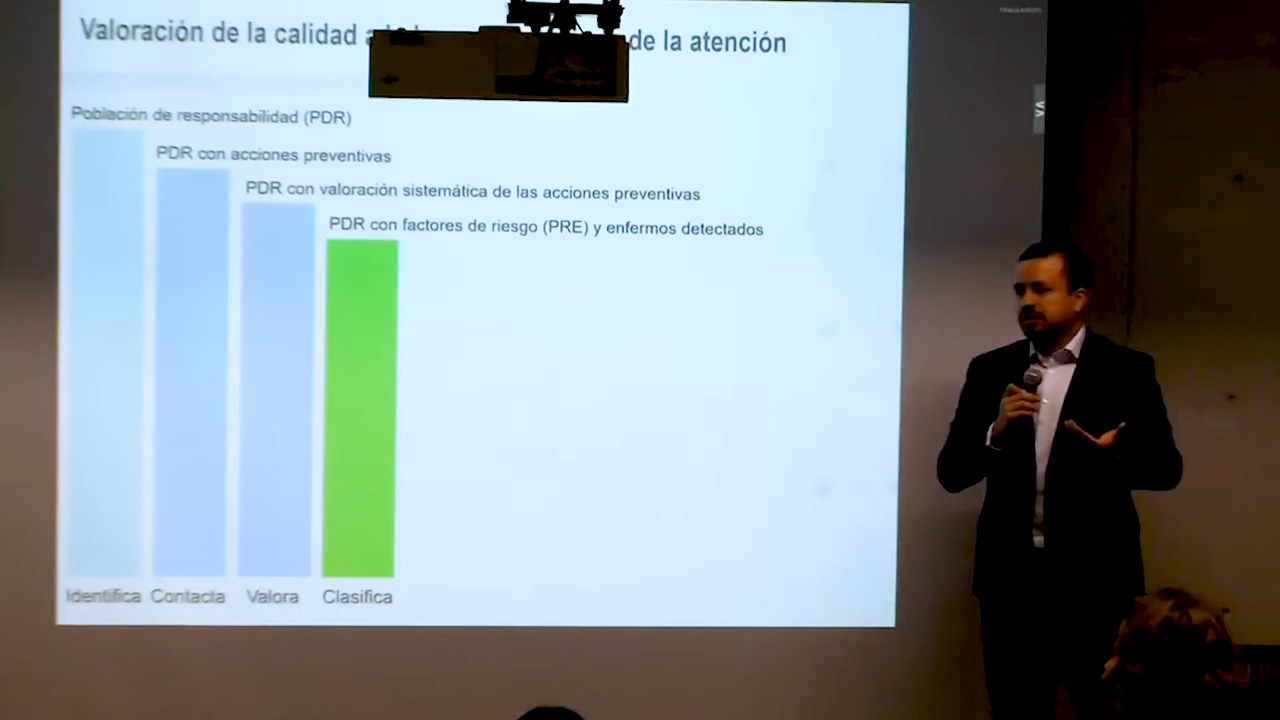 Valoración de la calidad de la atención
Población de responsabilidad (PDR)
PDR con acciones preventivas
PDR con valoración sistemática de las acciones preventivas
PDR con factores de riesgo (PRE) y enfermos detectados
Identifica Contacta Valora Clasifica